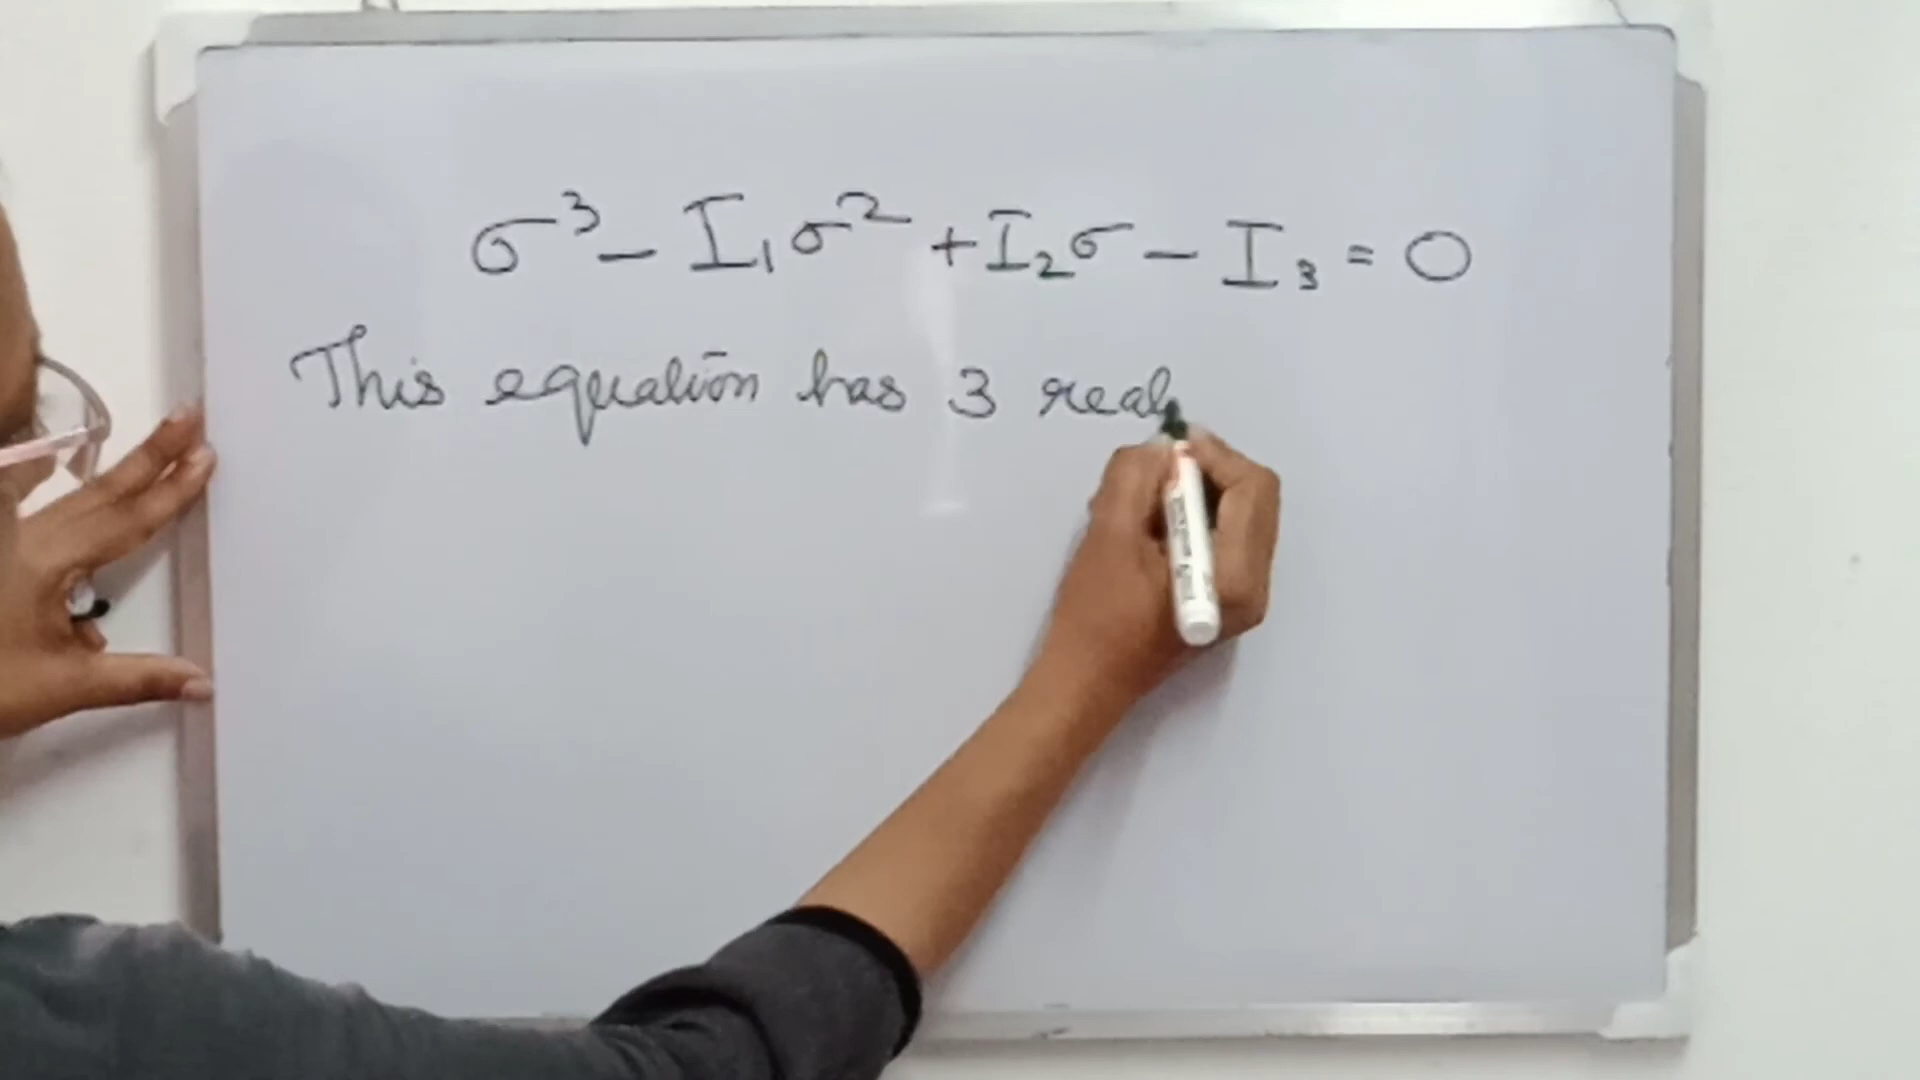 σ³ - I₁σ² + I₂σ - I₃ = 0
This equation has 3 real